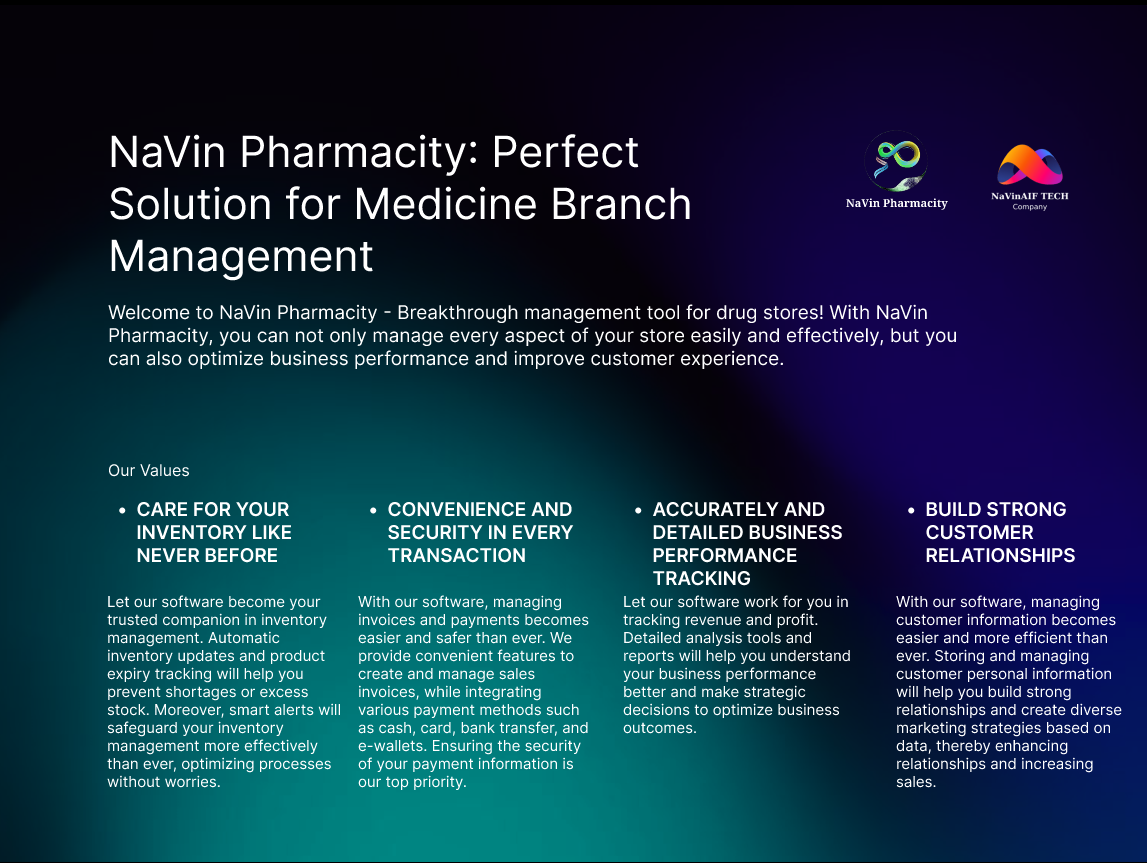 NaVin Pharmacity: Perfect
Solution for Medicine Branch
Management
NaVin Pharmacity
NaVinAIF TECH
Company
Welcome to NaVin Pharmacity - Breakthrough management tool for drug stores! With NaVin
Pharmacity, you can not only manage every aspect of your store easily and effectively, but you
can also optimize business performance and improve customer experience.
Our Values
• CARE FOR YOUR
INVENTORY LIKE
NEVER BEFORE
Let our software become your
trusted companion in inventory
management. Automatic
inventory updates and product
expiry tracking will help you
prevent shortages or excess
stock. Moreover, smart alerts will
safeguard your inventory
management more effectively
than ever, optimizing processes
without worries.
• CONVENIENCE AND
SECURITY IN EVERY
TRANSACTION
With our software, managing
invoices and payments becomes
easier and safer than ever. We
provide convenient features to
create and manage sales
invoices, while integrating
various payment methods such
as cash, card, bank transfer, and
e-wallets. Ensuring the security
of your payment information is
our top priority.
• ACCURATELY AND
DETAILED BUSINESS
PERFORMANCE
TRACKING
Let our software work for you in
tracking revenue and profit.
Detailed analysis tools and
reports will help you understand
your business performance
better and make strategic
decisions to optimize business
outcomes.
• BUILD STRONG
CUSTOMER
RELATIONSHIPS
With our software, managing
customer information becomes
easier and more efficient than
ever. Storing and managing
customer personal information
will help you build strong
relationships and create diverse
marketing strategies based on
data, thereby enhancing
relationships and increasing
sales.